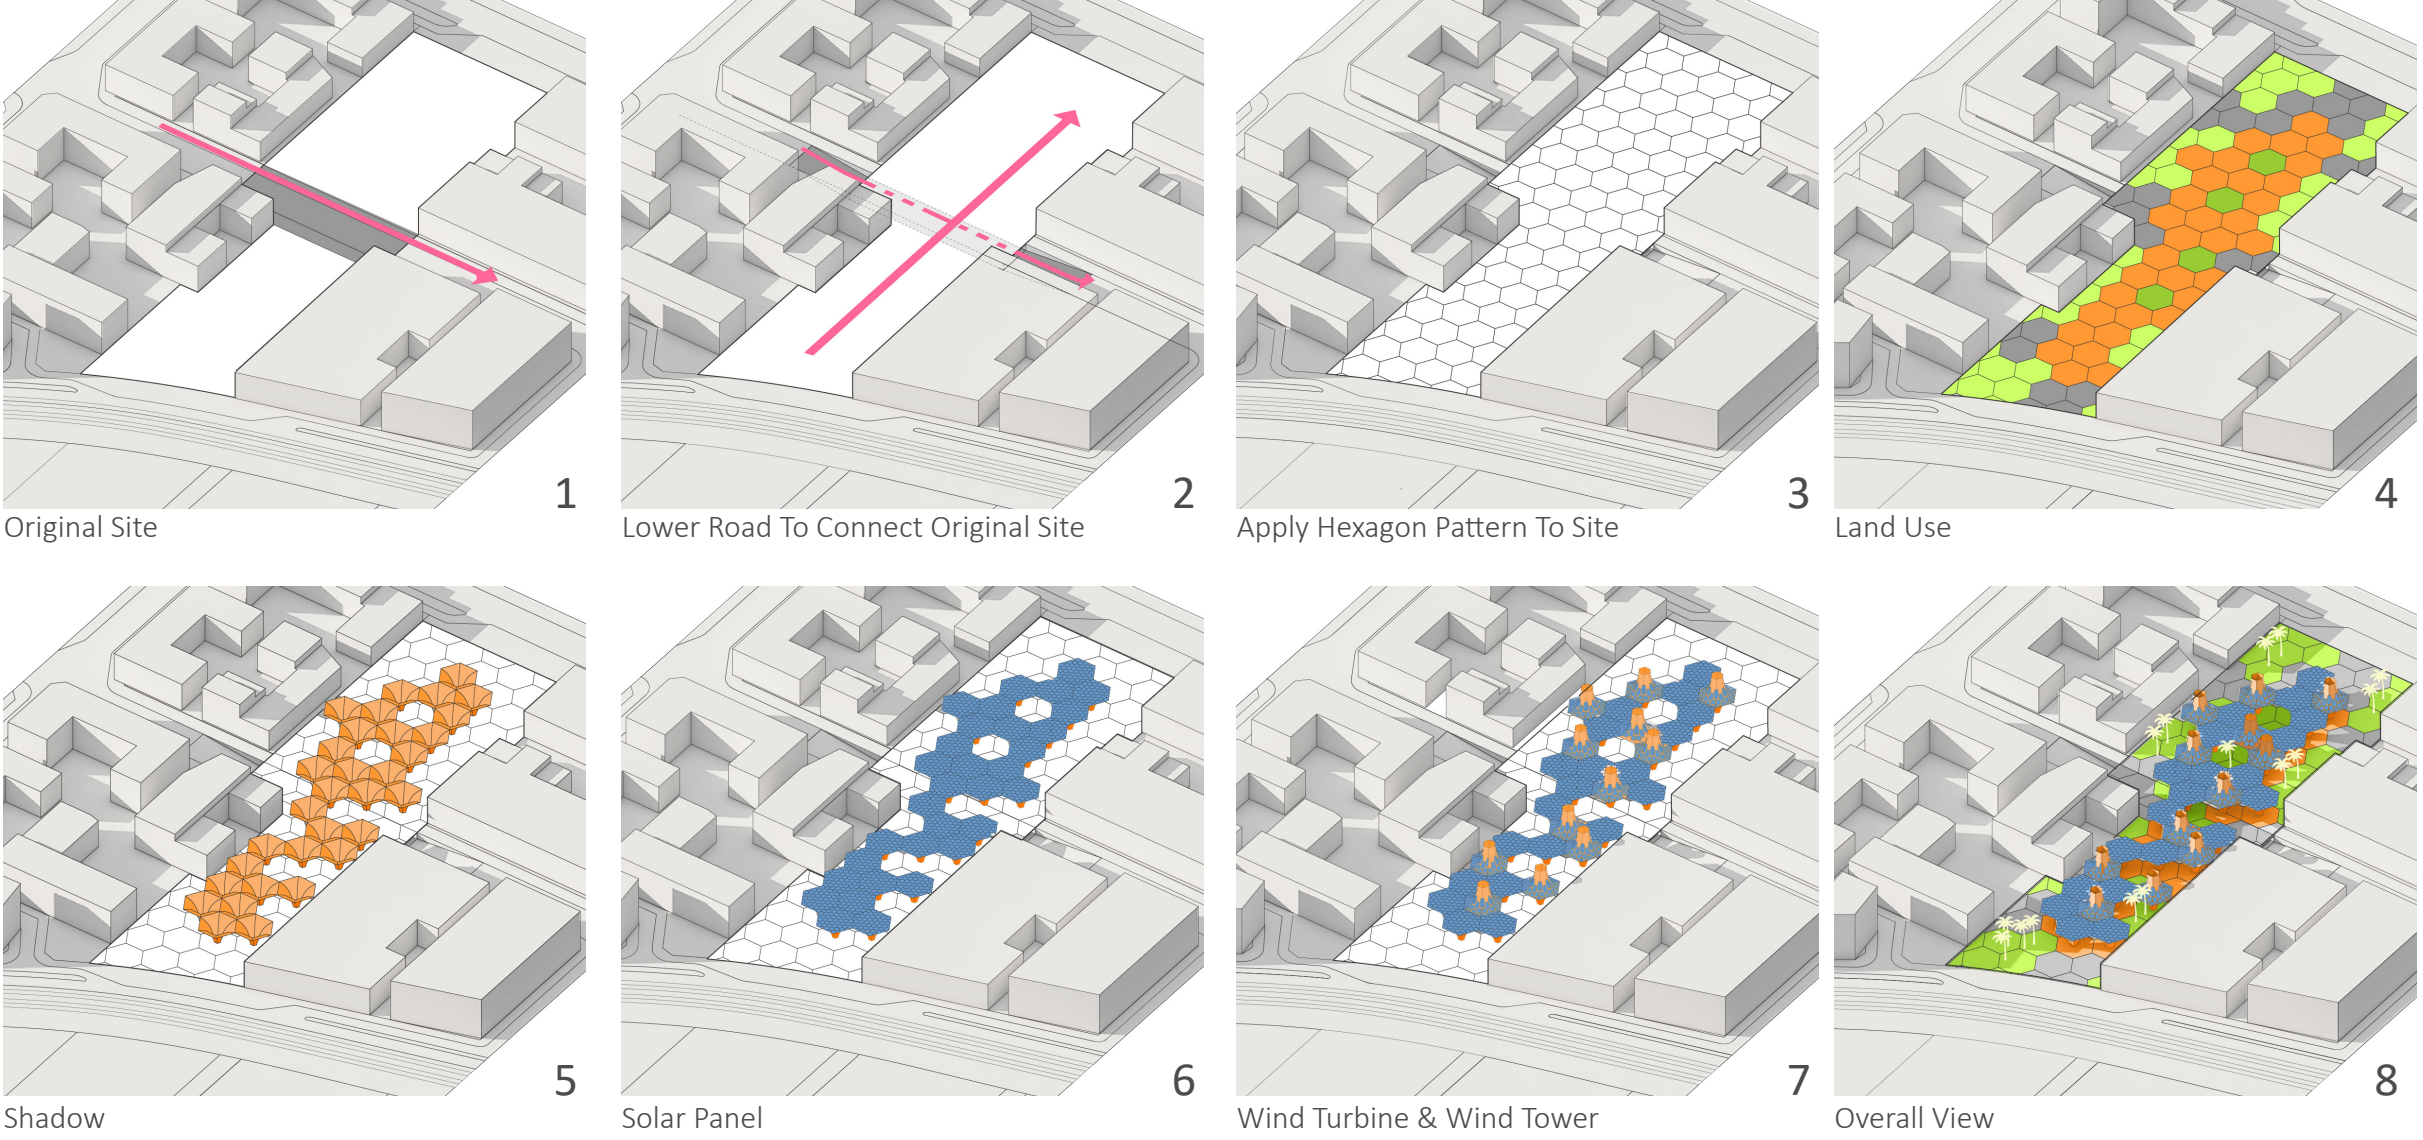 1
2
3
4
Original Site
Lower Road To Connect Original Site
Apply Hexagon Pattern To Site
Land Use
5
6
7
8
Shadow
Solar Panel
Wind Turbine & Wind Tower
Overall View